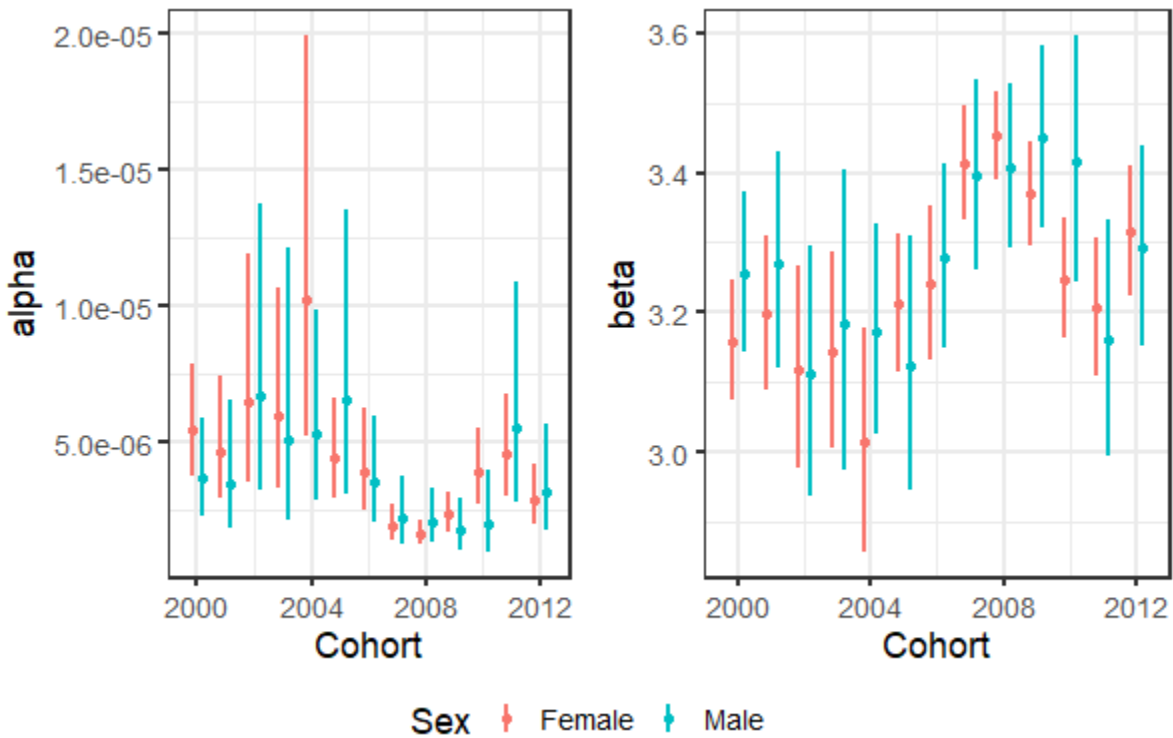 alpha
2.0e-05
1.5e-05
1.0e-05
5.0e-06
2000 2004 2008 2012
Cohort
beta
3.6
3.4
3.2
3.0
2000 2004 2008 2012
Cohort
Sex Female Male